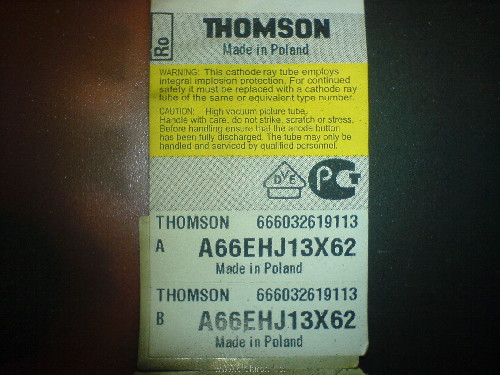 Ro
THOMSON
Made in Poland
WARNING: This cathode ray tube employs
integral implosion protection. For continued
safety it must be replaced with a cathode ray
tube of the same or equivalent type number.
CAUTION: High vacuum picture tube.
Handle with care, do not strike, scratch or stress.
Before handling ensure that the anode button
has been fully discharged. The tube may only be
handled and serviced by qualified personnel.
DVE
THOMSON 666032619113
A A66EHJ13X62
Made in Poland
THOMSON 666032619113
B A66EHJ13X62
Made in Poland